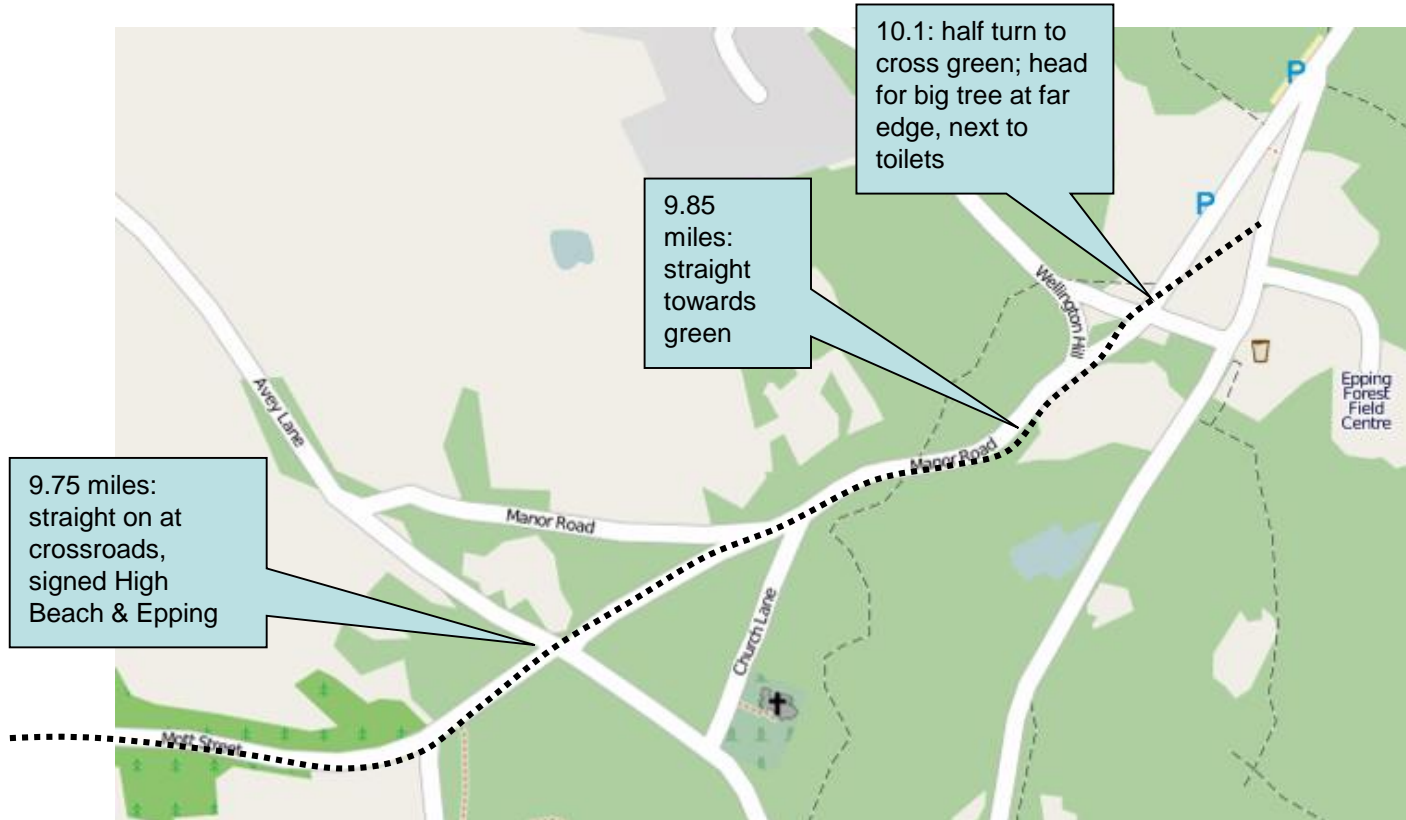 10.1: half turn to
cross green; head
for big tree at far
edge, next to
toilets
P
P
9.85
miles:
straight
towards
green
Wellington Hill
Epping
Forest
Field
Centre
Avey Lane
Manor Road
9.75 miles:
straight on at
crossroads,
signed High
Beach & Epping
Manor Road
Church Lane
Mott Street